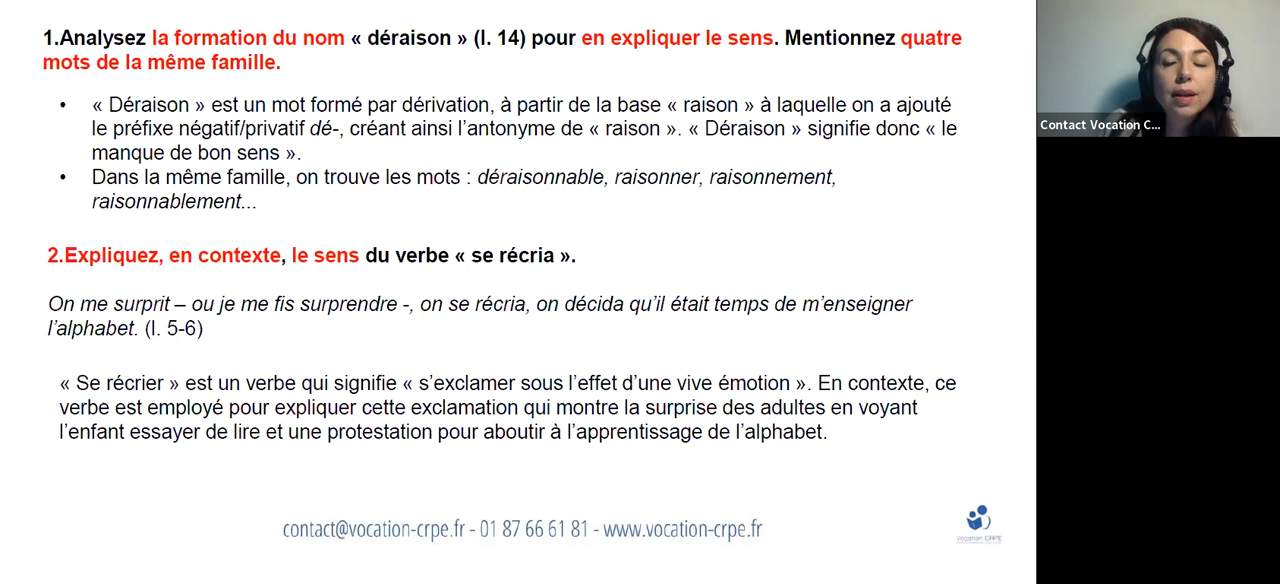 1.Analysez la formation du nom « déraison » (l. 14) pour en expliquer le sens. Mentionnez quatre
mots de la même famille.
• « Déraison » est un mot formé par dérivation, à partir de la base « raison » à laquelle on a ajouté
le préfixe négatif/privatif dé-, créant ainsi l’antonyme de « raison ». « Déraison » signifie donc « le
manque de bon sens ».
• Dans la même famille, on trouve les mots : déraisonnable, raisonner, raisonnement,
raisonnablement...
2.Expliquez, en contexte, le sens du verbe « se récria ».
On me surprit – ou je me fis surprendre -, on se récria, on décida qu’il était temps de m’enseigner
l’alphabet. (l. 5-6)
« Se récrier » est un verbe qui signifie « s’exclamer sous l’effet d’une vive émotion ». En contexte, ce
verbe est employé pour expliquer cette exclamation qui montre la surprise des adultes en voyant
l’enfant essayer de lire et une protestation pour aboutir à l’apprentissage de l’alphabet.
contact@vocation-crpe.fr - 01 87 66 61 81 - www.vocation-crpe.fr
Vocation CRPE
Contact Vocation C...